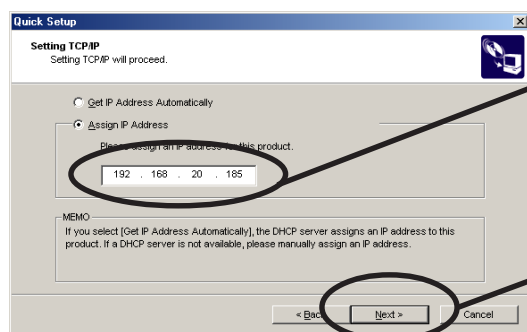 Quick Setup
Setting TCP/IP
Setting TCP/IP will proceed.
Get IP Address Automatically
Assign IP Address
Please assign an IP address for this product.
192 . 168 . 20 . 185
MEMO
If you select [Get IP Address Automatically], the DHCP server assigns an IP address to this
product. If a DHCP server is not available, please manually assign an IP address.
< Back Next > Cancel